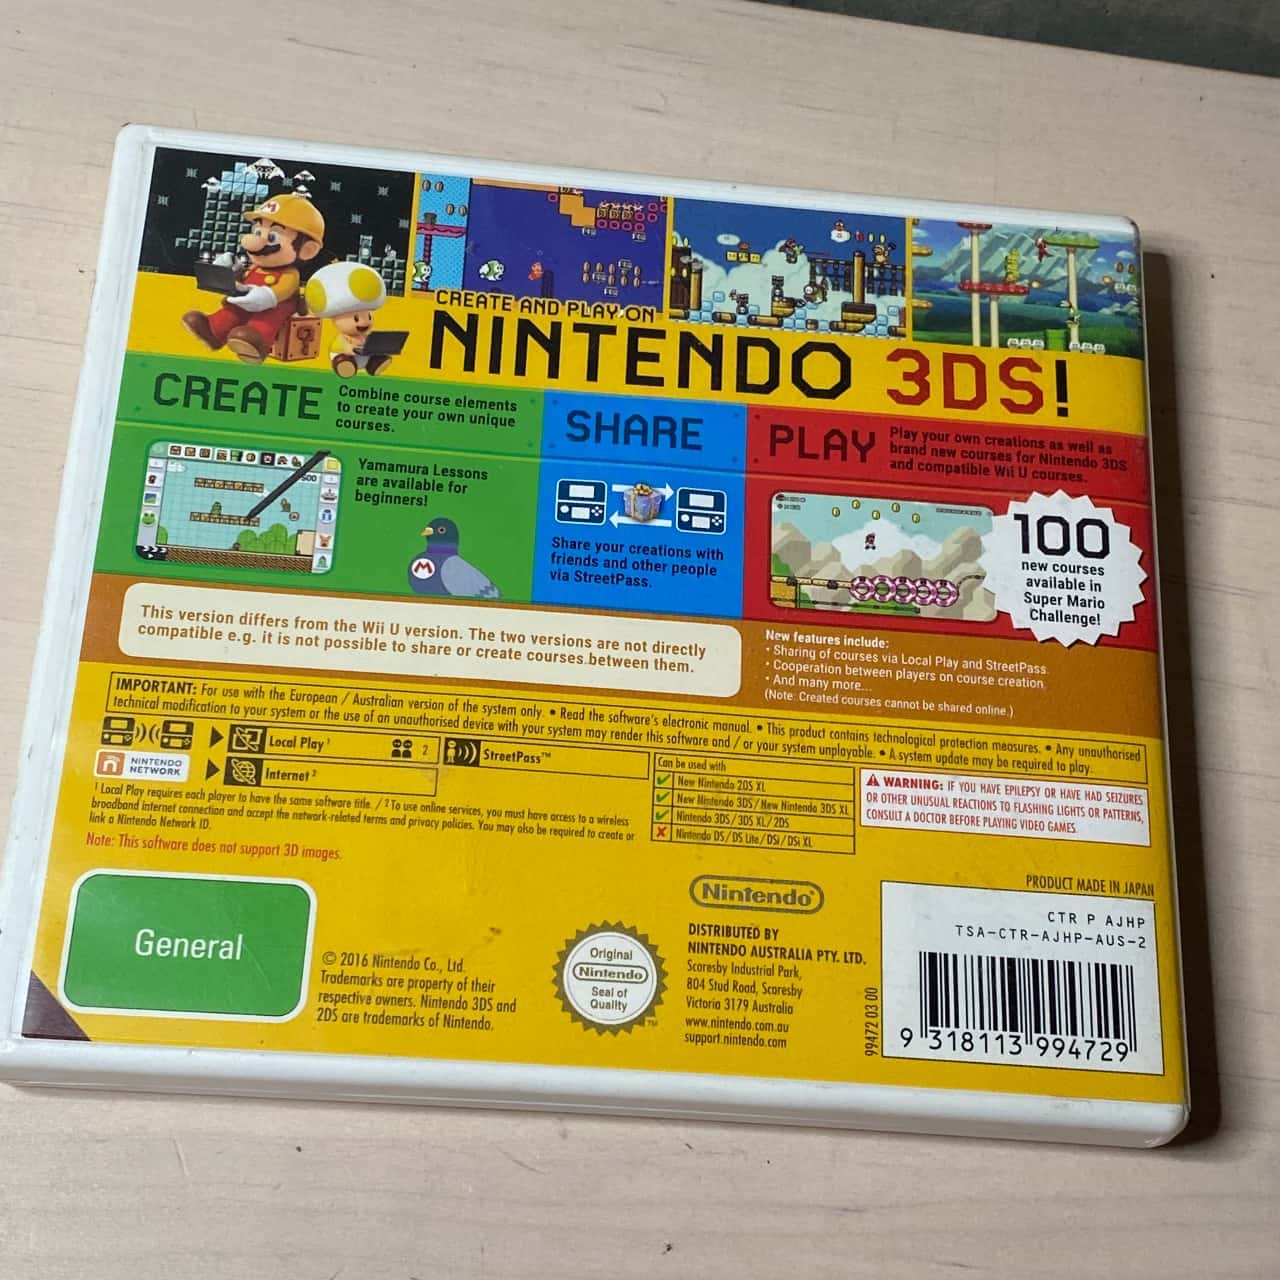 CREATE AND PLAY ON
NINTENDO 3DS!
CREATE
Combine course elements
to create your own unique
courses.
Yamamura Lessons
are available for
beginners!
M
SHARE
Share your creations with
friends and other people
via StreetPass.
PLAY
Play your own creations as well as
brand new courses for Nintendo 3DS
and compatible Wii U courses.
100
new courses
available in
Super Mario
Challenge!
This version differs from the Wii U version. The two versions are not directly
compatible e.g. it is not possible to share or create courses between them.
New features include:
• Sharing of courses via Local Play and StreetPass.
• Cooperation between players on course creation.
• And many more...
(Note: Created courses cannot be shared online.)
IMPORTANT: For use with the European / Australian version of the system only. • Read the software's electronic manual. • This product contains technological protection measures. • Any unauthorised
technical modification to your system or the use of an unauthorised device with your system may render this software and / or your system unplayable. • A system update may be required to play.
Local Play¹ 2
StreetPass™
NINTENDO
NETWORK
Internet²
¹ Local Play requires each player to have the same software title. / ² To use online services, you must have access to a wireless
broadband internet connection and accept the network-related terms and privacy policies. You may also be required to create or
link a Nintendo Network ID.
Note: This software does not support 3D images.
Can be used with
New Nintendo 2DS XL
New Nintendo 3DS/New Nintendo 3DS XL
Nintendo 3DS/3DS XL/2DS
Nintendo DS/DS Lite/DSi/DSi XL
WARNING: IF YOU HAVE EPILEPSY OR HAVE HAD SEIZURES
OR OTHER UNUSUAL REACTIONS TO FLASHING LIGHTS OR PATTERNS,
CONSULT A DOCTOR BEFORE PLAYING VIDEO GAMES.
General
© 2016 Nintendo Co., Ltd.
Trademarks are property of their
respective owners. Nintendo 3DS and
2DS are trademarks of Nintendo.
Original
Nintendo
Seal of
Quality
TM
Nintendo®
DISTRIBUTED BY
NINTENDO AUSTRALIA PTY. LTD.
Scoresby Industrial Park,
804 Stud Road, Scoresby
Victoria 3179 Australia
www.nintendo.com.au
support.nintendo.com
PRODUCT MADE IN JAPAN
CTR P AJHP
TSA-CTR-AJHP-AUS-2
99472 03 00
9 318113 994729